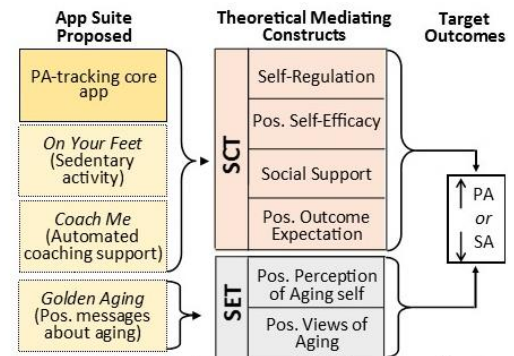 App Suite
Proposed
Theoretical Mediating
Constructs
Target
Outcomes
PA-tracking core
app
On Your Feet
(Sedentary
activity)
Coach Me
(Automated
coaching support)
Golden Aging
(Pos. messages
about aging)
SCT
Self-Regulation
Pos. Self-Efficacy
Social Support
Pos. Outcome
Expectation
SET
Pos. Perception
of Aging self
Pos. Views of
Aging
↑ PA
or
↓ SA